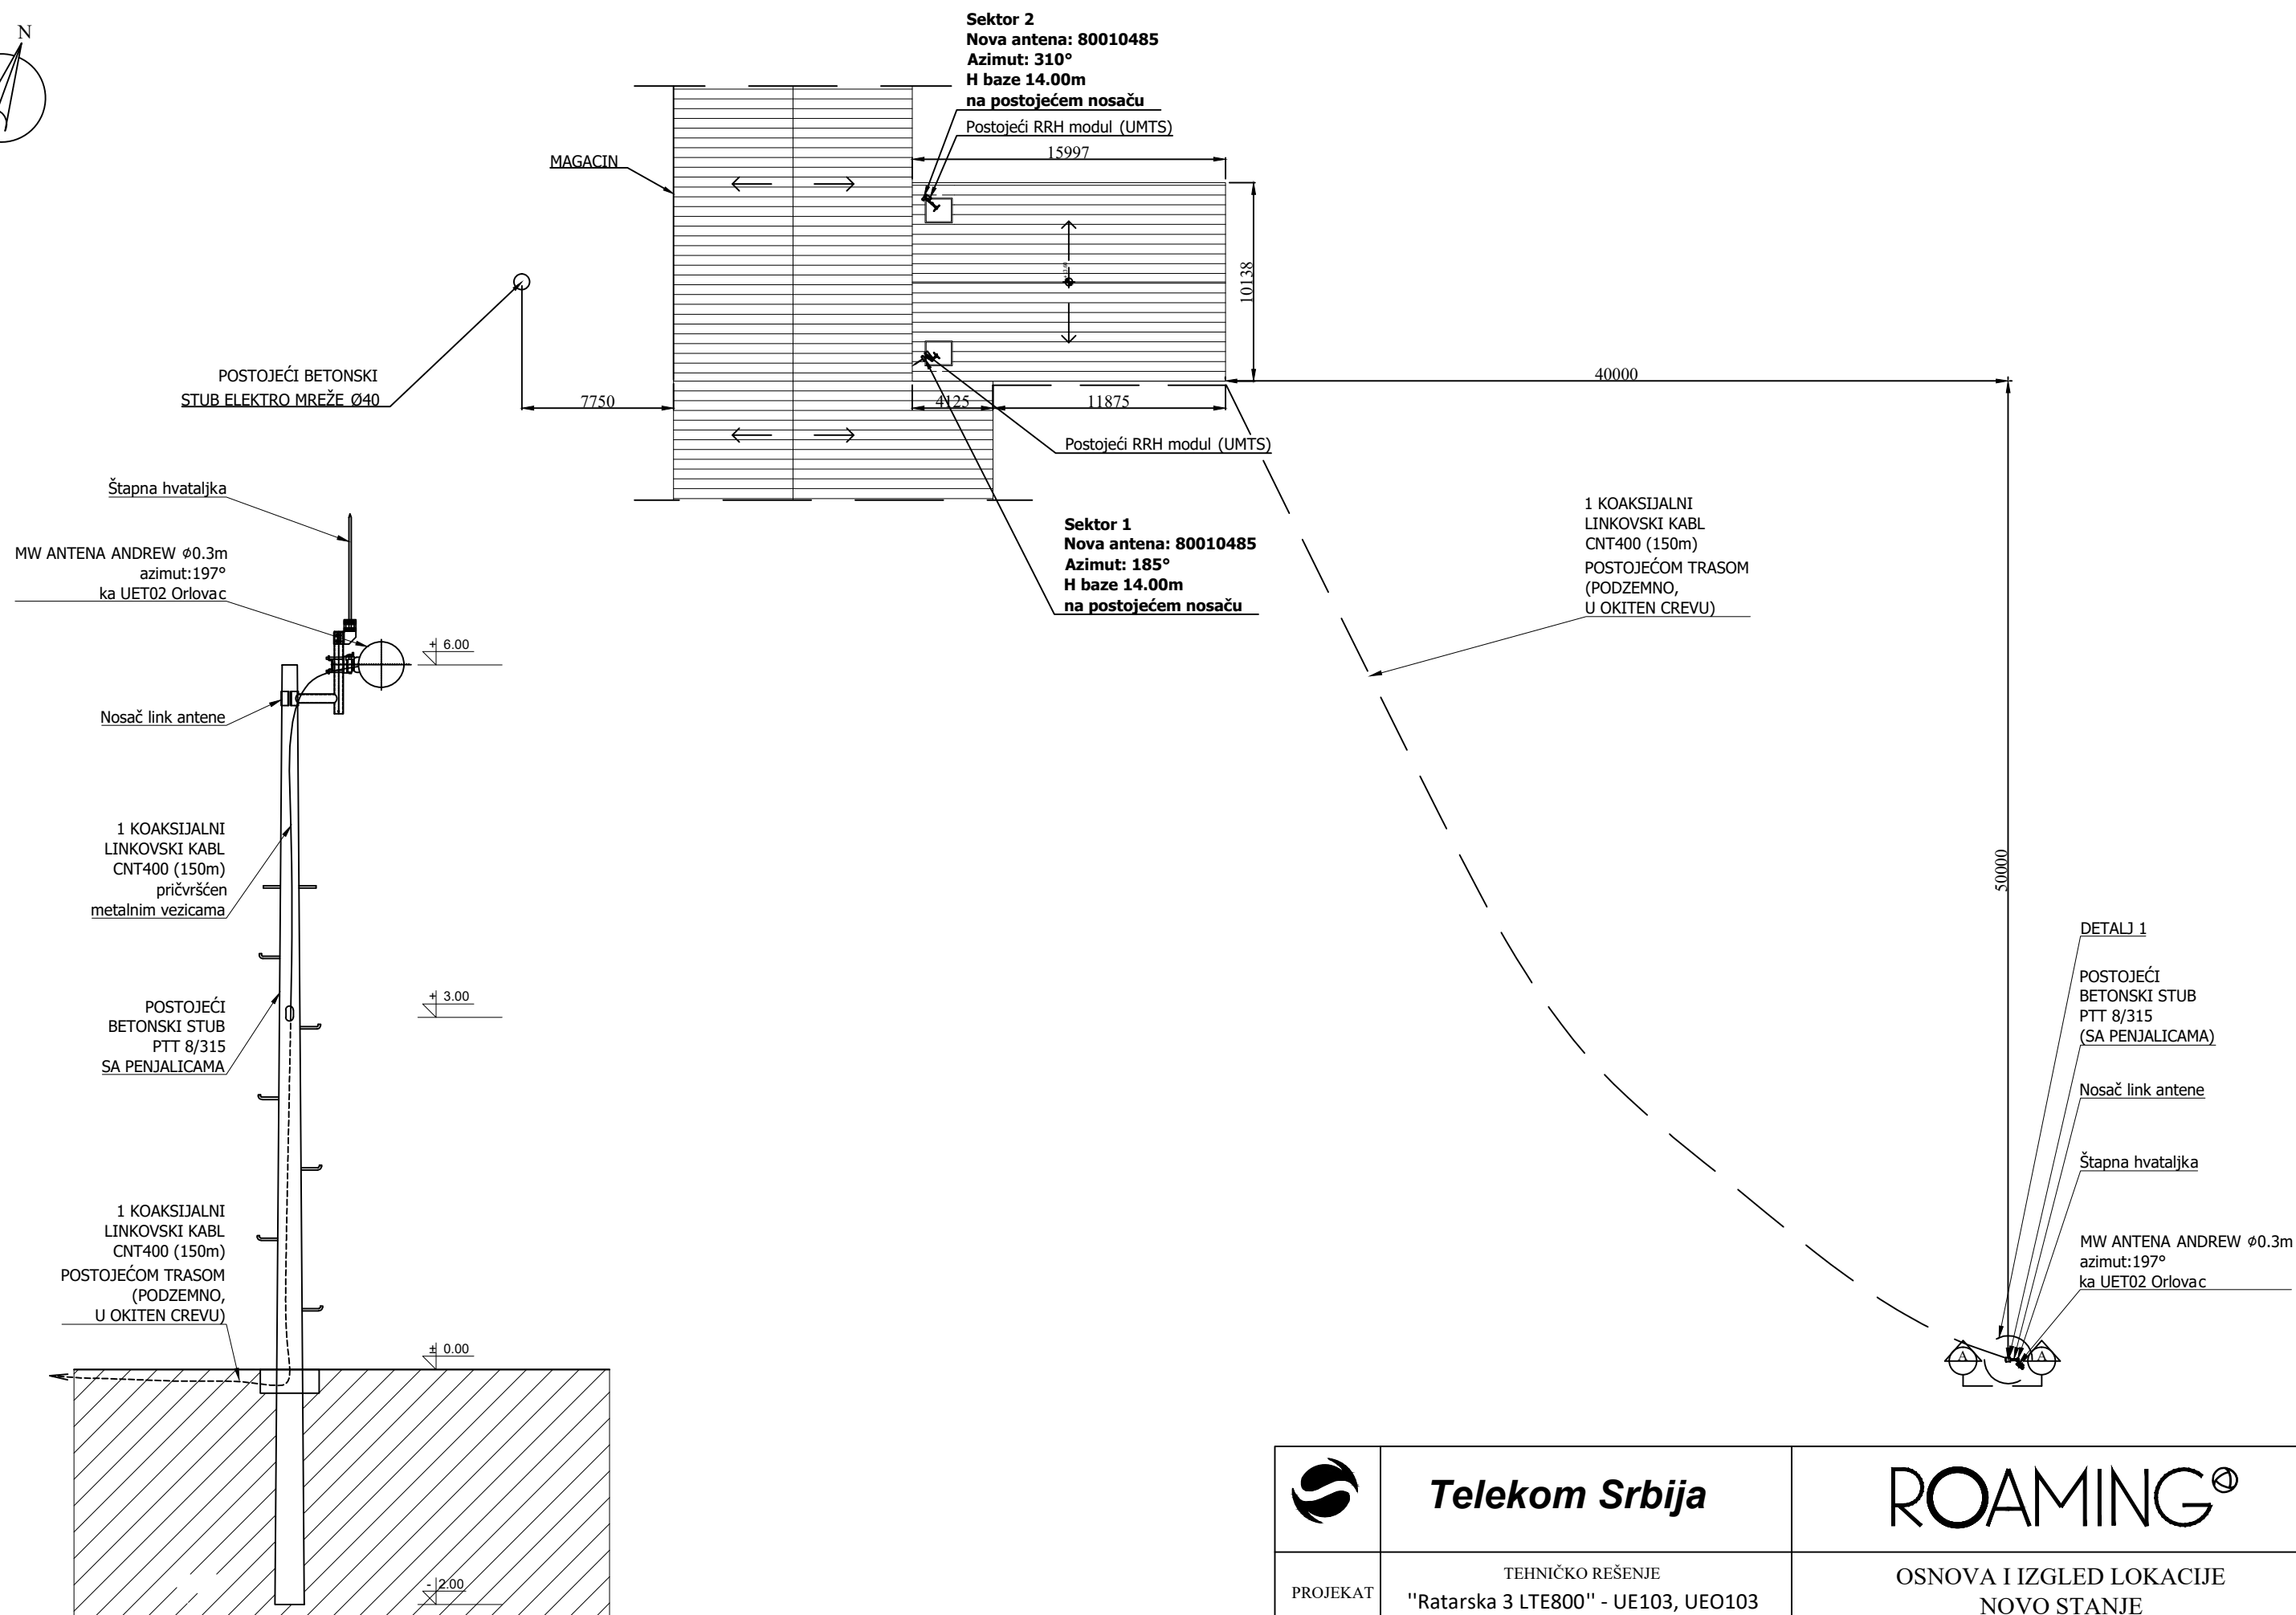 N
Sektor 2
Nova antena: 80010485
Azimut: 310°
H baze 14.00m
na postojećem nosaču
Postojeći RRH modul (UMTS)
15997
MAGACIN
10138
POSTOJEĆI BETONSKI
STUB ELEKTRO MREŽE Ø40
7750
4125
11875
40000
Postojeći RRH modul (UMTS)
Sektor 1
Nova antena: 80010485
Azimut: 185°
H baze 14.00m
na postojećem nosaču
1 KOAKSIJALNI
LINKOVSKI KABL
CNT400 (150m)
POSTOJEĆOM TRASOM
(PODZEMNO,
U OKITEN CREVU)
50000
Štapna hvataljka
MW ANTENA ANDREW ⌀0.3m
azimut:197°
ka UET02 Orlovac
+ 6.00
Nosač link antene
1 KOAKSIJALNI
LINKOVSKI KABL
CNT400 (150m)
pričvršćen
metalnim vezicama
POSTOJEĆI
BETONSKI STUB
PTT 8/315
SA PENJALICAMA
+ 3.00
1 KOAKSIJALNI
LINKOVSKI KABL
CNT400 (150m)
POSTOJEĆOM TRASOM
(PODZEMNO,
U OKITEN CREVU)
± 0.00
- 2.00
DETALJ 1
POSTOJEĆI
BETONSKI STUB
PTT 8/315
(SA PENJALICAMA)
Nosač link antene
Štapna hvataljka
MW ANTENA ANDREW ⌀0.3m
azimut:197°
ka UET02 Orlovac
A
A
Telekom Srbija
ROAMING
PROJEKAT
TEHNIČKO REŠENJE
"Ratarska 3 LTE800" - UE103, UEO103
OSNOVA I IZGLED LOKACIJE
NOVO STANJE